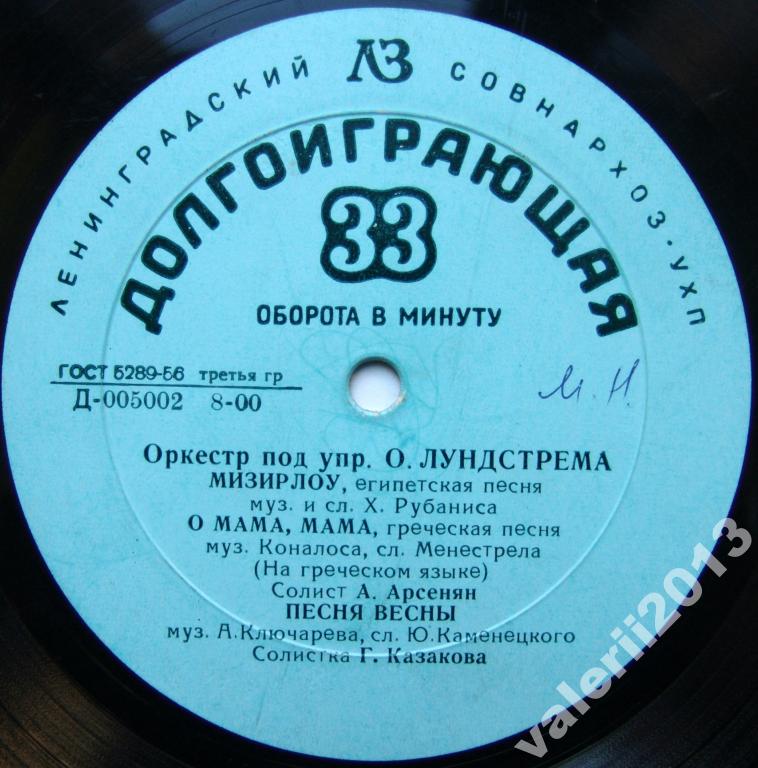 ЛЕНИНГРАДСКИЙ ЛЗ СОВНАРХОЗ-УХП
ДОЛГОИГРАЮЩАЯ
33
ОБОРОТА В МИНУТУ
ГОСТ 5289-56 третья гр
Д-005002 8-00
М. Н.
Оркестр под упр. О. ЛУНДСТРЕМА
МИЗИРЛОУ, египетская песня
муз. и сл. Х. Рубаниса
О МАМА, МАМА, греческая песня
муз. Коналоса, сл. Менестрела
(На греческом языке)
Солист А. Арсенян
ПЕСНЯ ВЕСНЫ
муз. А.Ключарева, сл. Ю.Каменецкого
Солистка Г. Казакова
valerii2013